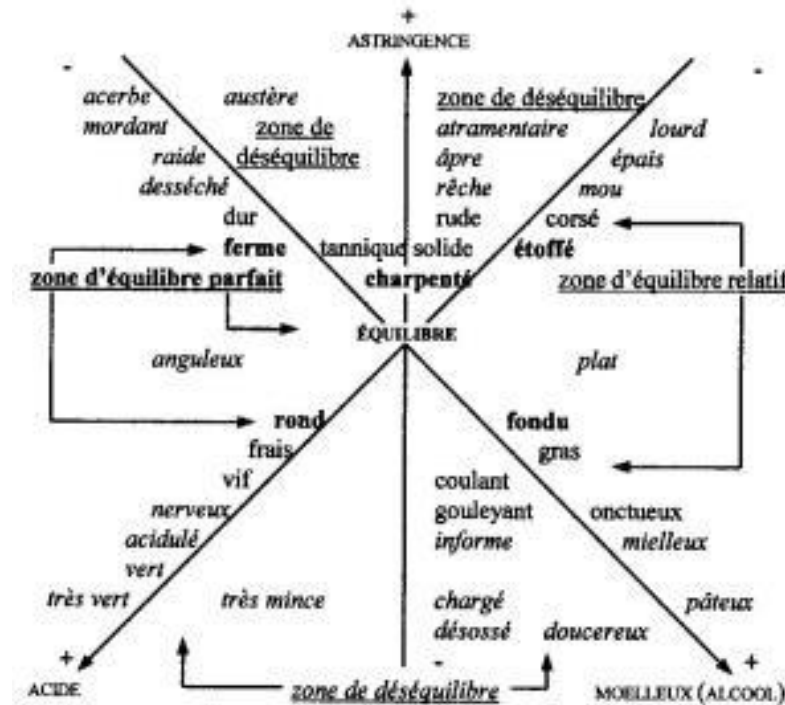 +
ASTRINGENCE
- -
acerbe austère zone de déséquilibre
mordant zone de atramentaire lourd
raide déséquilibre âpre épais
desséché rêche mou
dur rude corsé
ferme tannique solide étoffé
zone d'équilibre parfait charpenté zone d'équilibre relatif
ÉQUILIBRE
anguleux plat
rond fondu
frais gras
vif coulant
nerveux gouleyant onctueux
acidulé informe mielleux
vert
très vert très mince chargé pâteux
désossé doucereux
+ - +
ACIDE zone de déséquilibre MOELLEUX (ALCOOL)